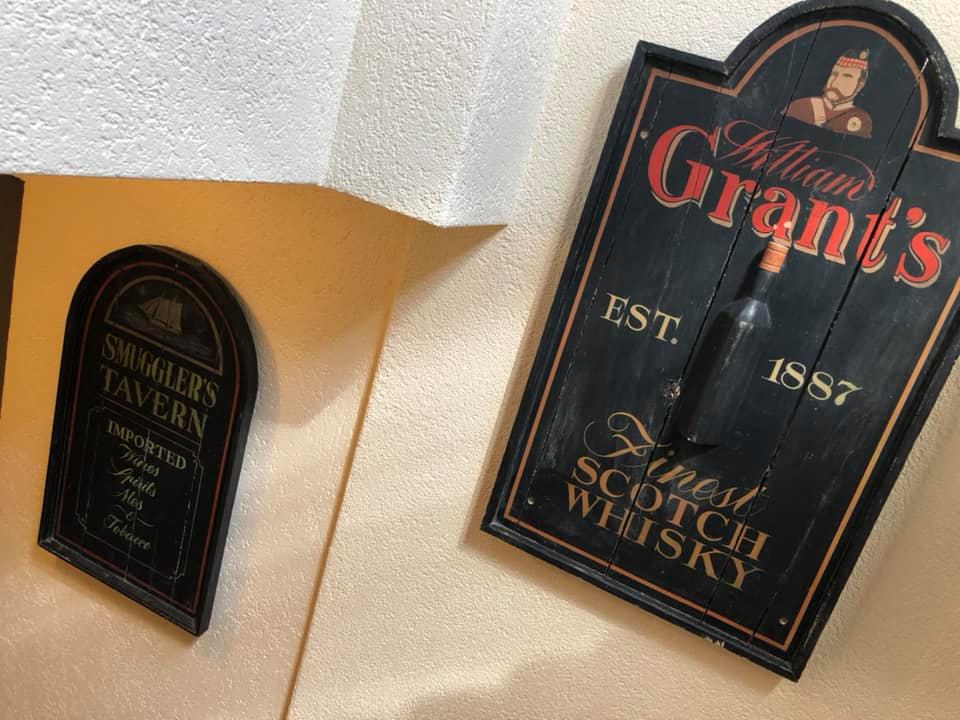 SMUGGLER'S
TAVERN
IMPORTED
Wines
Spirits
Ales
&
Tobacco
William
Grant's
EST.
1887
Finest
SCOTCH
WHISKY